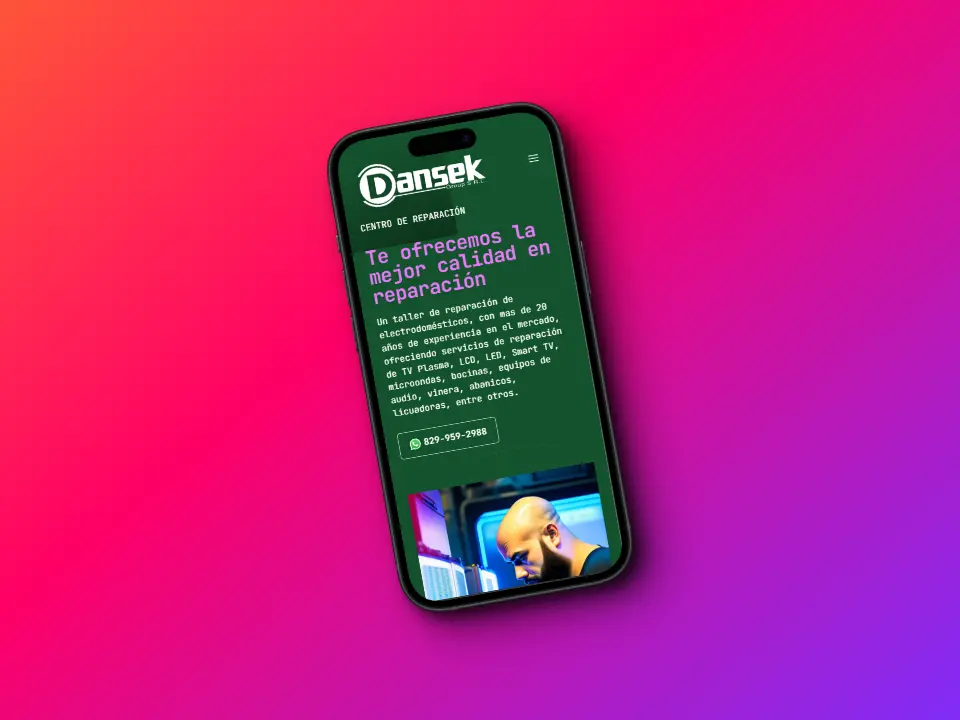 Dansek
Group S.R.L.
CENTRO DE REPARACIÓN
Te ofrecemos la
mejor calidad en
reparación
Un taller de reparación de
electrodomésticos, con mas de 20
años de experiencia en el mercado,
ofreciendo servicios de reparación
de TV Plasma, LCD, LED, Smart TV,
microondas, bocinas, equipos de
audio, vinera, abanicos,
licuadoras, entre otros.
829-959-2988